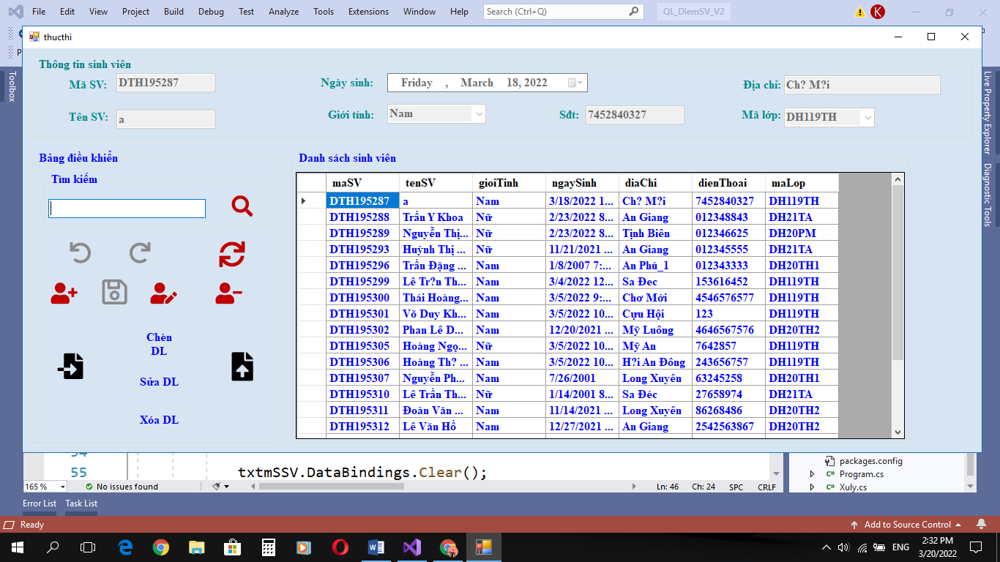 File Edit View Project Build Debug Test Analyze Tools Extensions Window Help Search (Ctrl+Q) QL_DiemSV_V2 K
thucthi
P
Toolbox
Live Property Explorer
Diagnostic Tools
Thông tin sinh viên
Mã SV: DTH195287 Ngày sinh: Friday , March 18, 2022 Địa chỉ: Ch? M?i
Tên SV: a Giới tính: Nam Sđt: 7452840327 Mã lớp: DH119TH
Bảng điều khiển
Tìm kiếm
Chèn
DL
Sửa DL
Xóa DL
Danh sách sinh viên
maSV tenSV gioiTinh ngaySinh diaChi dienThoai maLop
DTH195287 a Nam 3/18/2022 1... Ch? M?i 7452840327 DH119TH
DTH195288 Trần Y Khoa Nữ 2/23/2022 8... An Giang 012348843 DH21TA
DTH195289 Nguyễn Thị... Nữ 2/23/2022 8... Tịnh Biên 012346625 DH20PM
DTH195293 Huỳnh Thị ... Nữ 11/21/2021 ... An Giang 012345555 DH21TA
DTH195296 Trần Đặng ... Nam 1/8/2007 7:... An Phú_1 012343333 DH20TH1
DTH195299 Lê Tr?n Th... Nam 3/4/2022 12... Sa Đec 153616452 DH119TH
DTH195300 Thái Hoàng... Nam 3/5/2022 9:... Chợ Mới 4546576577 DH119TH
DTH195301 Võ Duy Kh... Nam 3/5/2022 10... Cựu Hội 123 DH119TH
DTH195302 Phan Lê D... Nam 12/20/2021 ... Mỹ Luông 4646567576 DH20TH2
DTH195305 Hoàng Ngọ... Nữ 3/5/2022 10... Mỹ An 7642857 DH119TH
DTH195306 Hoàng Th? ... Nam 3/5/2022 10... H?i An Đông 243656757 DH119TH
DTH195307 Nguyễn Ph... Nam 7/26/2001 Long Xuyên 63245258 DH20TH1
DTH195310 Lê Trần Th... Nữ 1/14/2001 8... Sa Đéc 27658974 DH21TA
DTH195311 Đoàn Văn ... Nam 11/14/2021 ... Long Xuyên 86268486 DH20TH2
DTH195312 Lê Văn Hồ Nam 12/27/2021 ... An Giang 2542563867 DH20TH2
54
55 txtmSSV.DataBindings.Clear();
packages.config
Program.cs
Xuly.cs
165 % No issues found Ln: 46 Ch: 24 SPC CRLF
Error List Task List
Ready Add to Source Control
ENG 2:32 PM
3/20/2022